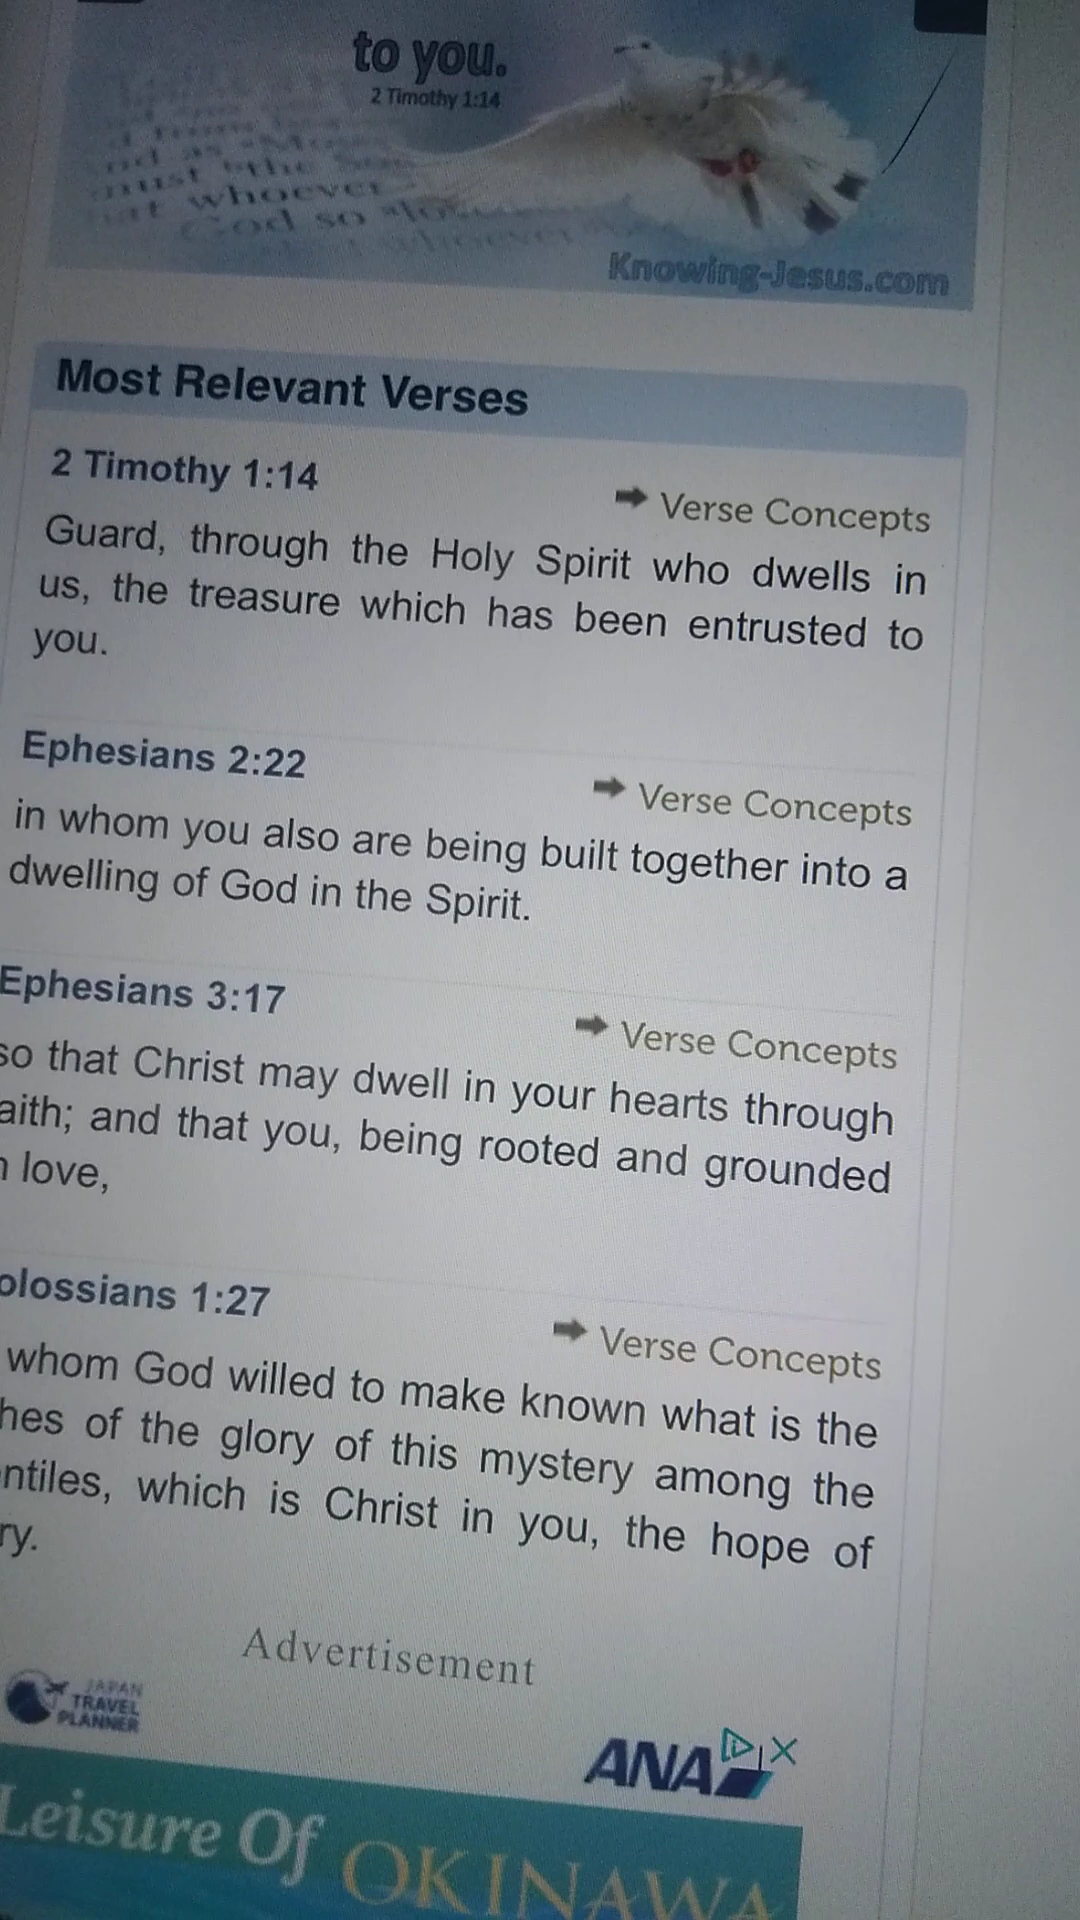 to you.
2 Timothy 1:14
must the
whoever
God so
whoever
Knowing-Jesus.com
Most Relevant Verses
2 Timothy 1:14
Verse Concepts
Guard, through the Holy Spirit who dwells in
us, the treasure which has been entrusted to
you.
Ephesians 2:22
Verse Concepts
in whom you also are being built together into a
dwelling of God in the Spirit.
Ephesians 3:17
Verse Concepts
so that Christ may dwell in your hearts through
aith; and that you, being rooted and grounded
love,
olossians 1:27
Verse Concepts
whom God willed to make known what is the
hes of the glory of this mystery among the
ntiles, which is Christ in you, the hope of
ry.
Advertisement
JAPAN
TRAVEL
PLANNER
ANA
Leisure Of OKINAWA